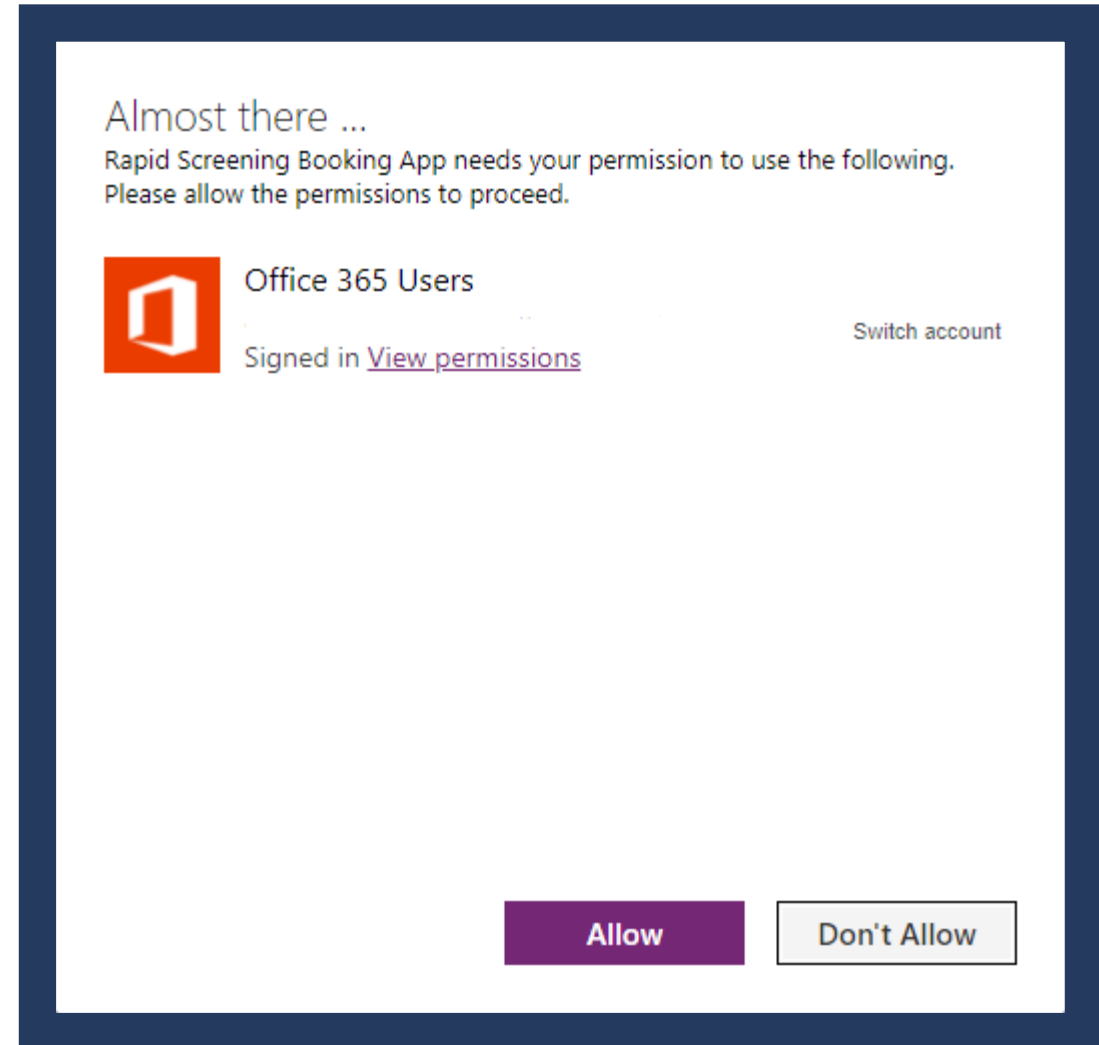 Almost there ...
Rapid Screening Booking App needs your permission to use the following.
Please allow the permissions to proceed.
Office 365 Users
Switch account
Signed in View permissions
Allow
Don't Allow